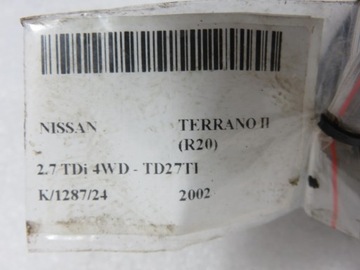 NISSAN TERRANO II
(R20)
2.7 TDi 4WD - TD27TI
K/1287/24 2002